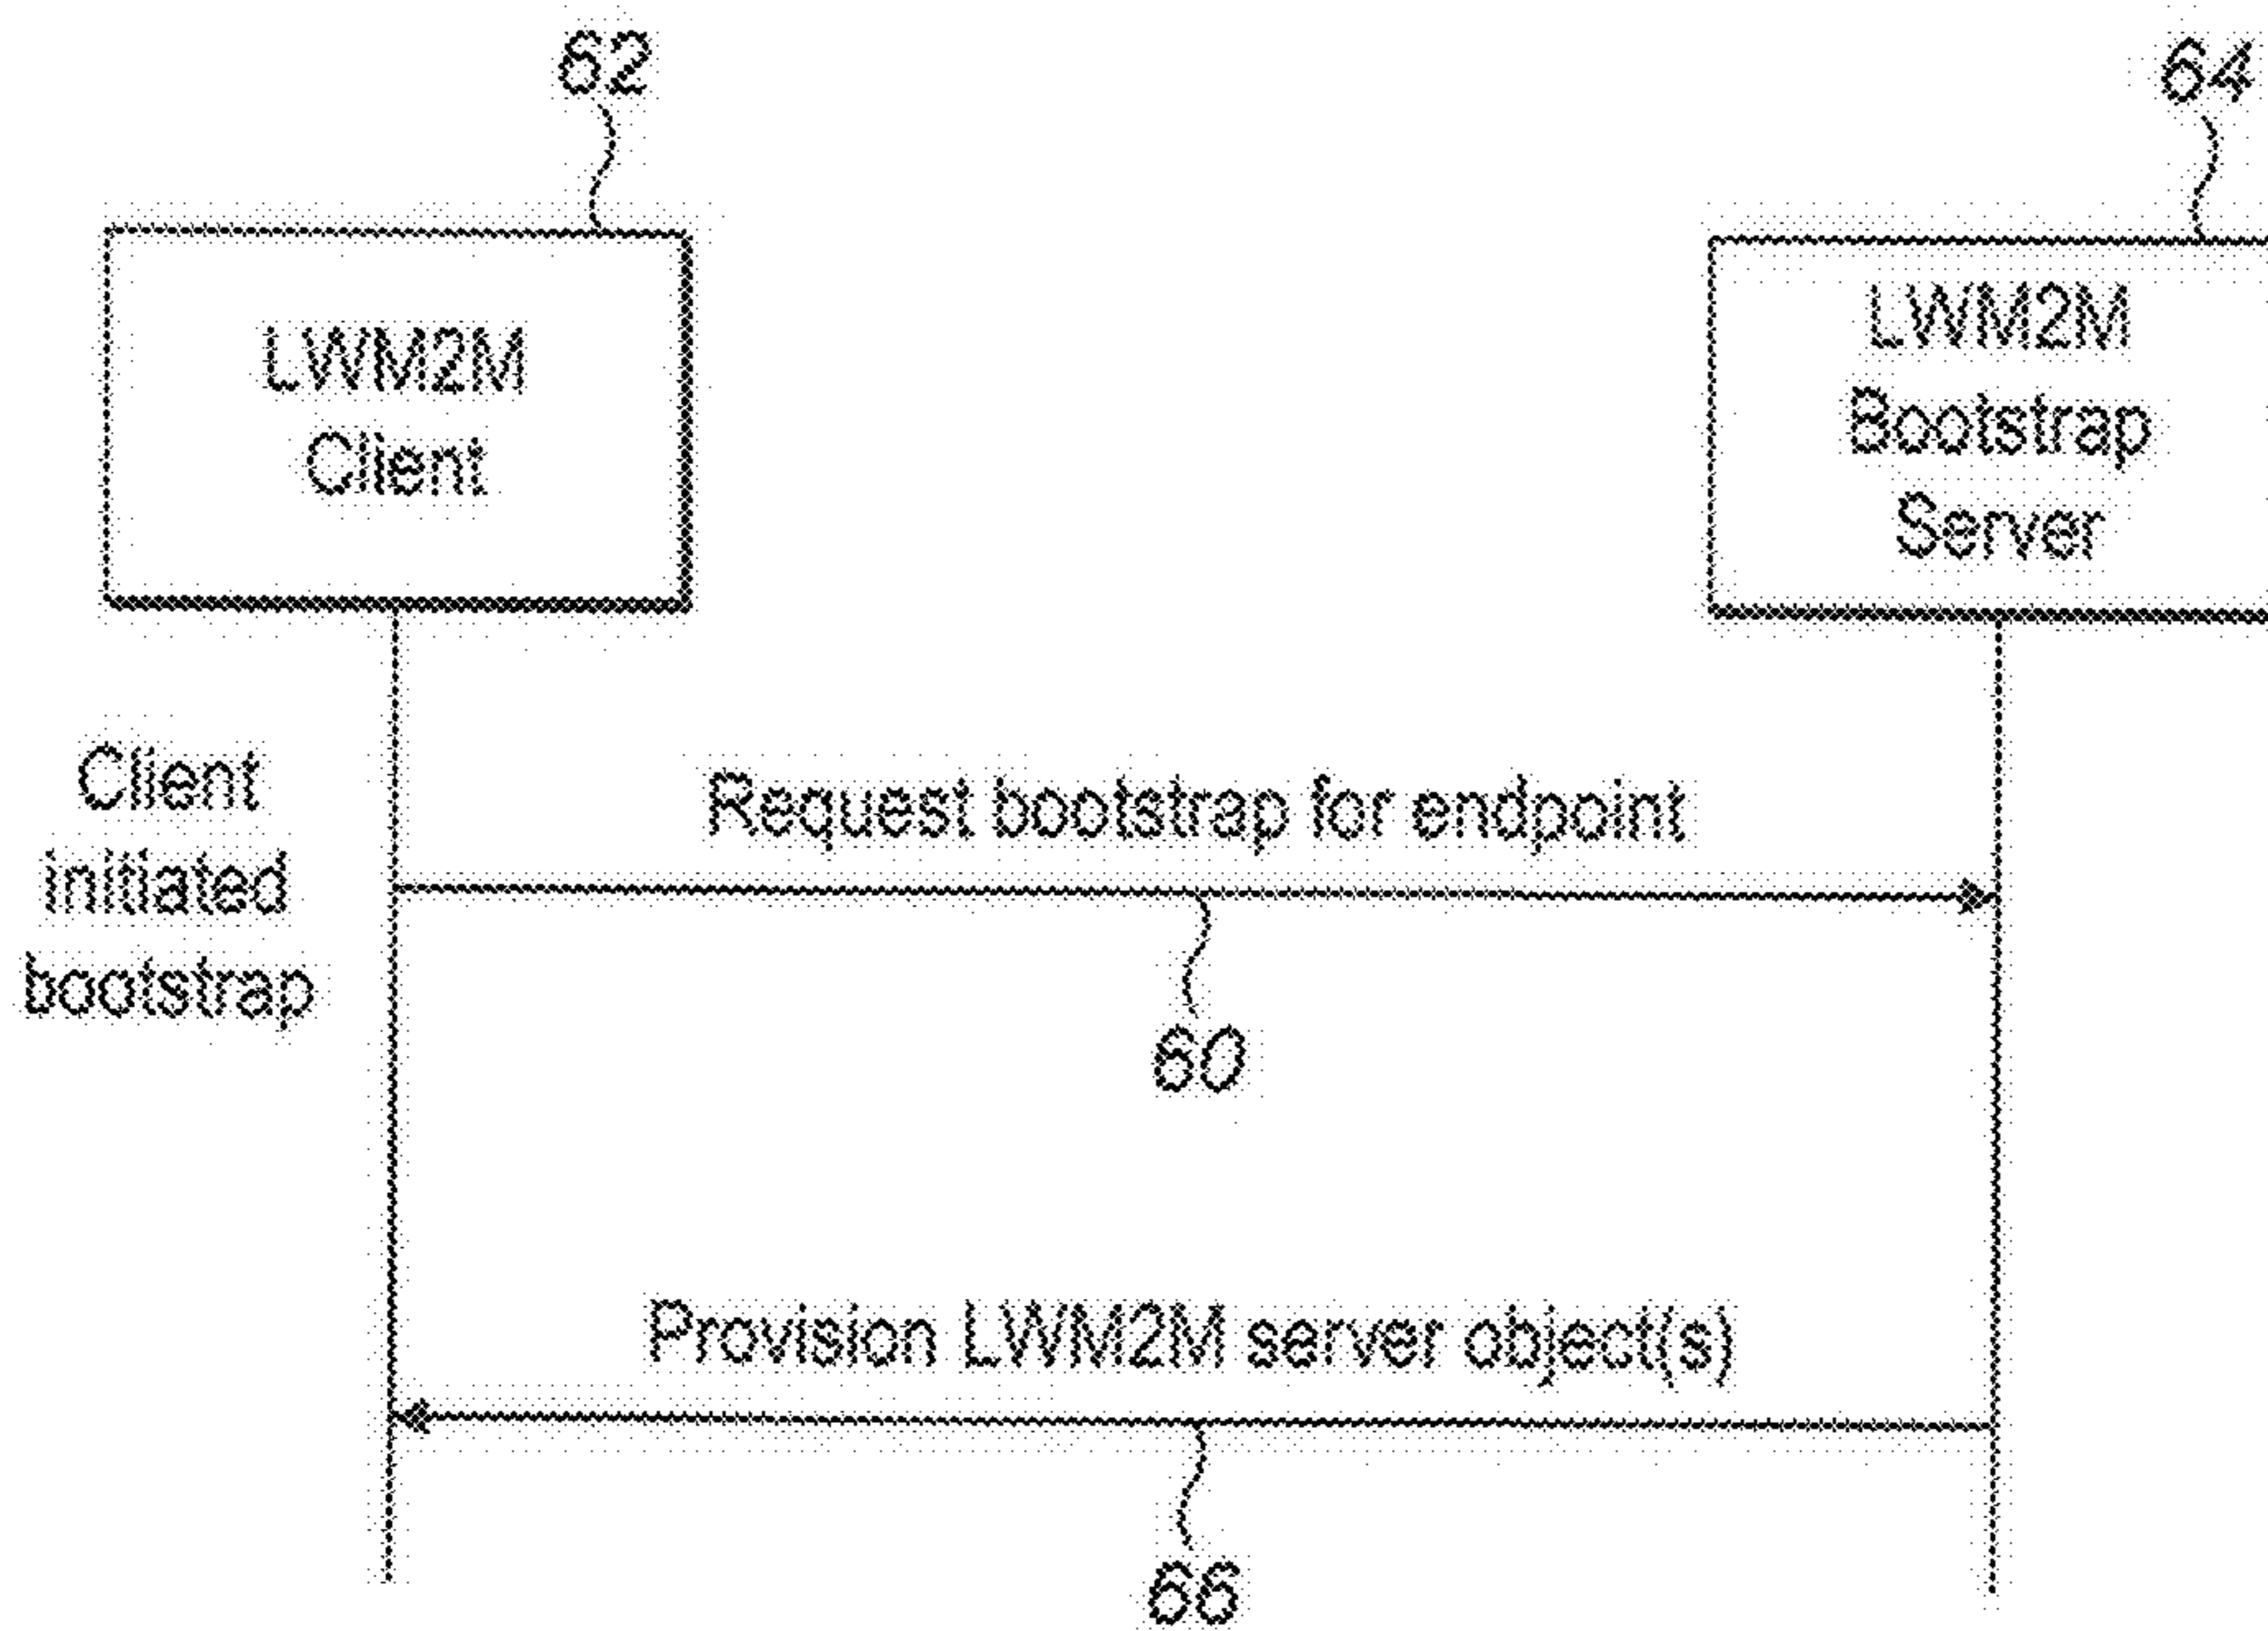 62
64
LWM2M
Client
LWM2M
Bootstrap
Server
Client
initiated
bootstrap
Request bootstrap for endpoint
60
Provision LWM2M server object(s)
66